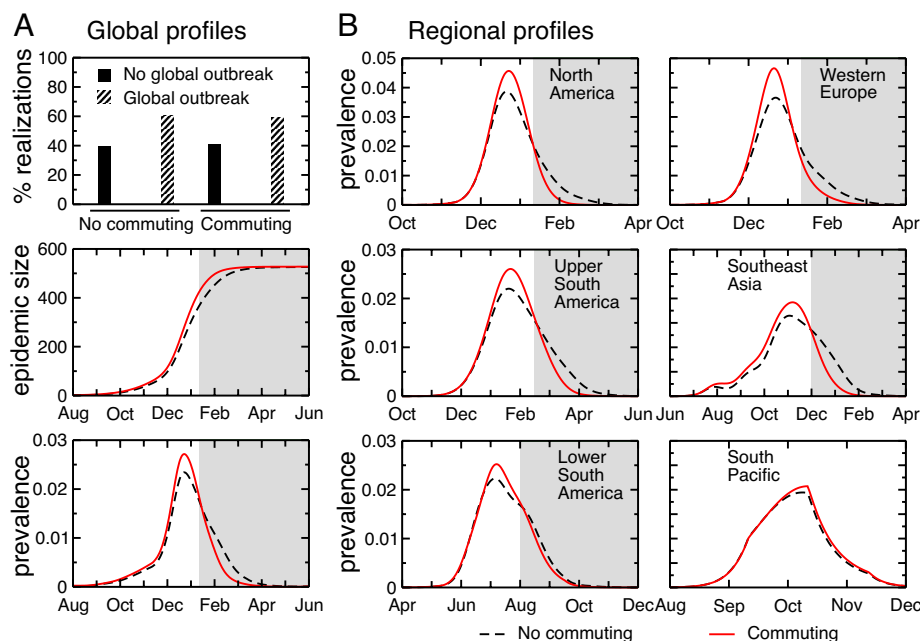 A Global profiles
B Regional profiles
% realizations
100
80
60
40
20
0
No global outbreak
Global outbreak
No commuting
Commuting
prevalence
0.05
0.04
0.03
0.02
0.01
0
North
America
Oct Dec Feb Apr
Western
Europe
Oct Dec Feb Apr
epidemic size
600
400
200
0
Aug Oct Dec Feb Apr Jun
prevalence
0.03
0.02
0.01
0
Upper
South
America
Oct Dec Feb Apr Jun
Southeast
Asia
Jun Aug Oct Dec Feb Apr
prevalence
0.03
0.02
0.01
0
Aug Oct Dec Feb Apr Jun
prevalence
0.03
0.02
0.01
0
Lower
South
America
Apr Jun Aug Oct Dec
South
Pacific
Aug Sep Oct Nov Dec
No commuting
Commuting